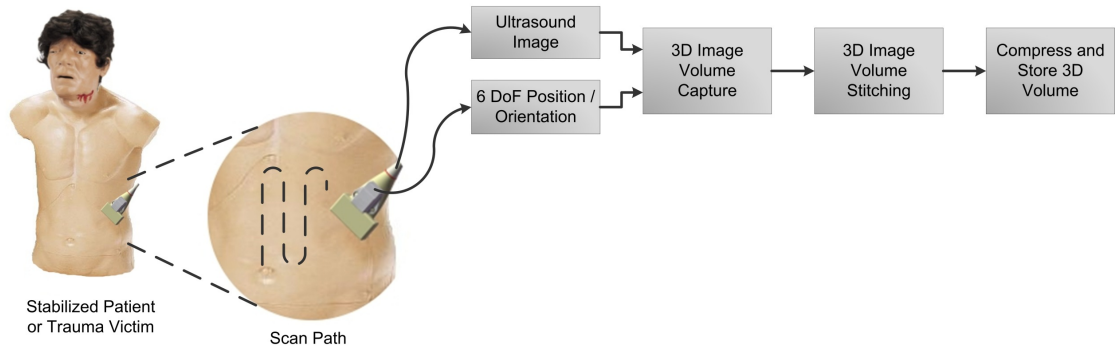 Ultrasound
Image
6 DoF Position /
Orientation
3D Image
Volume
Capture
3D Image
Volume
Stitching
Compress and
Store 3D
Volume
Stabilized Patient
or Trauma Victim
Scan Path